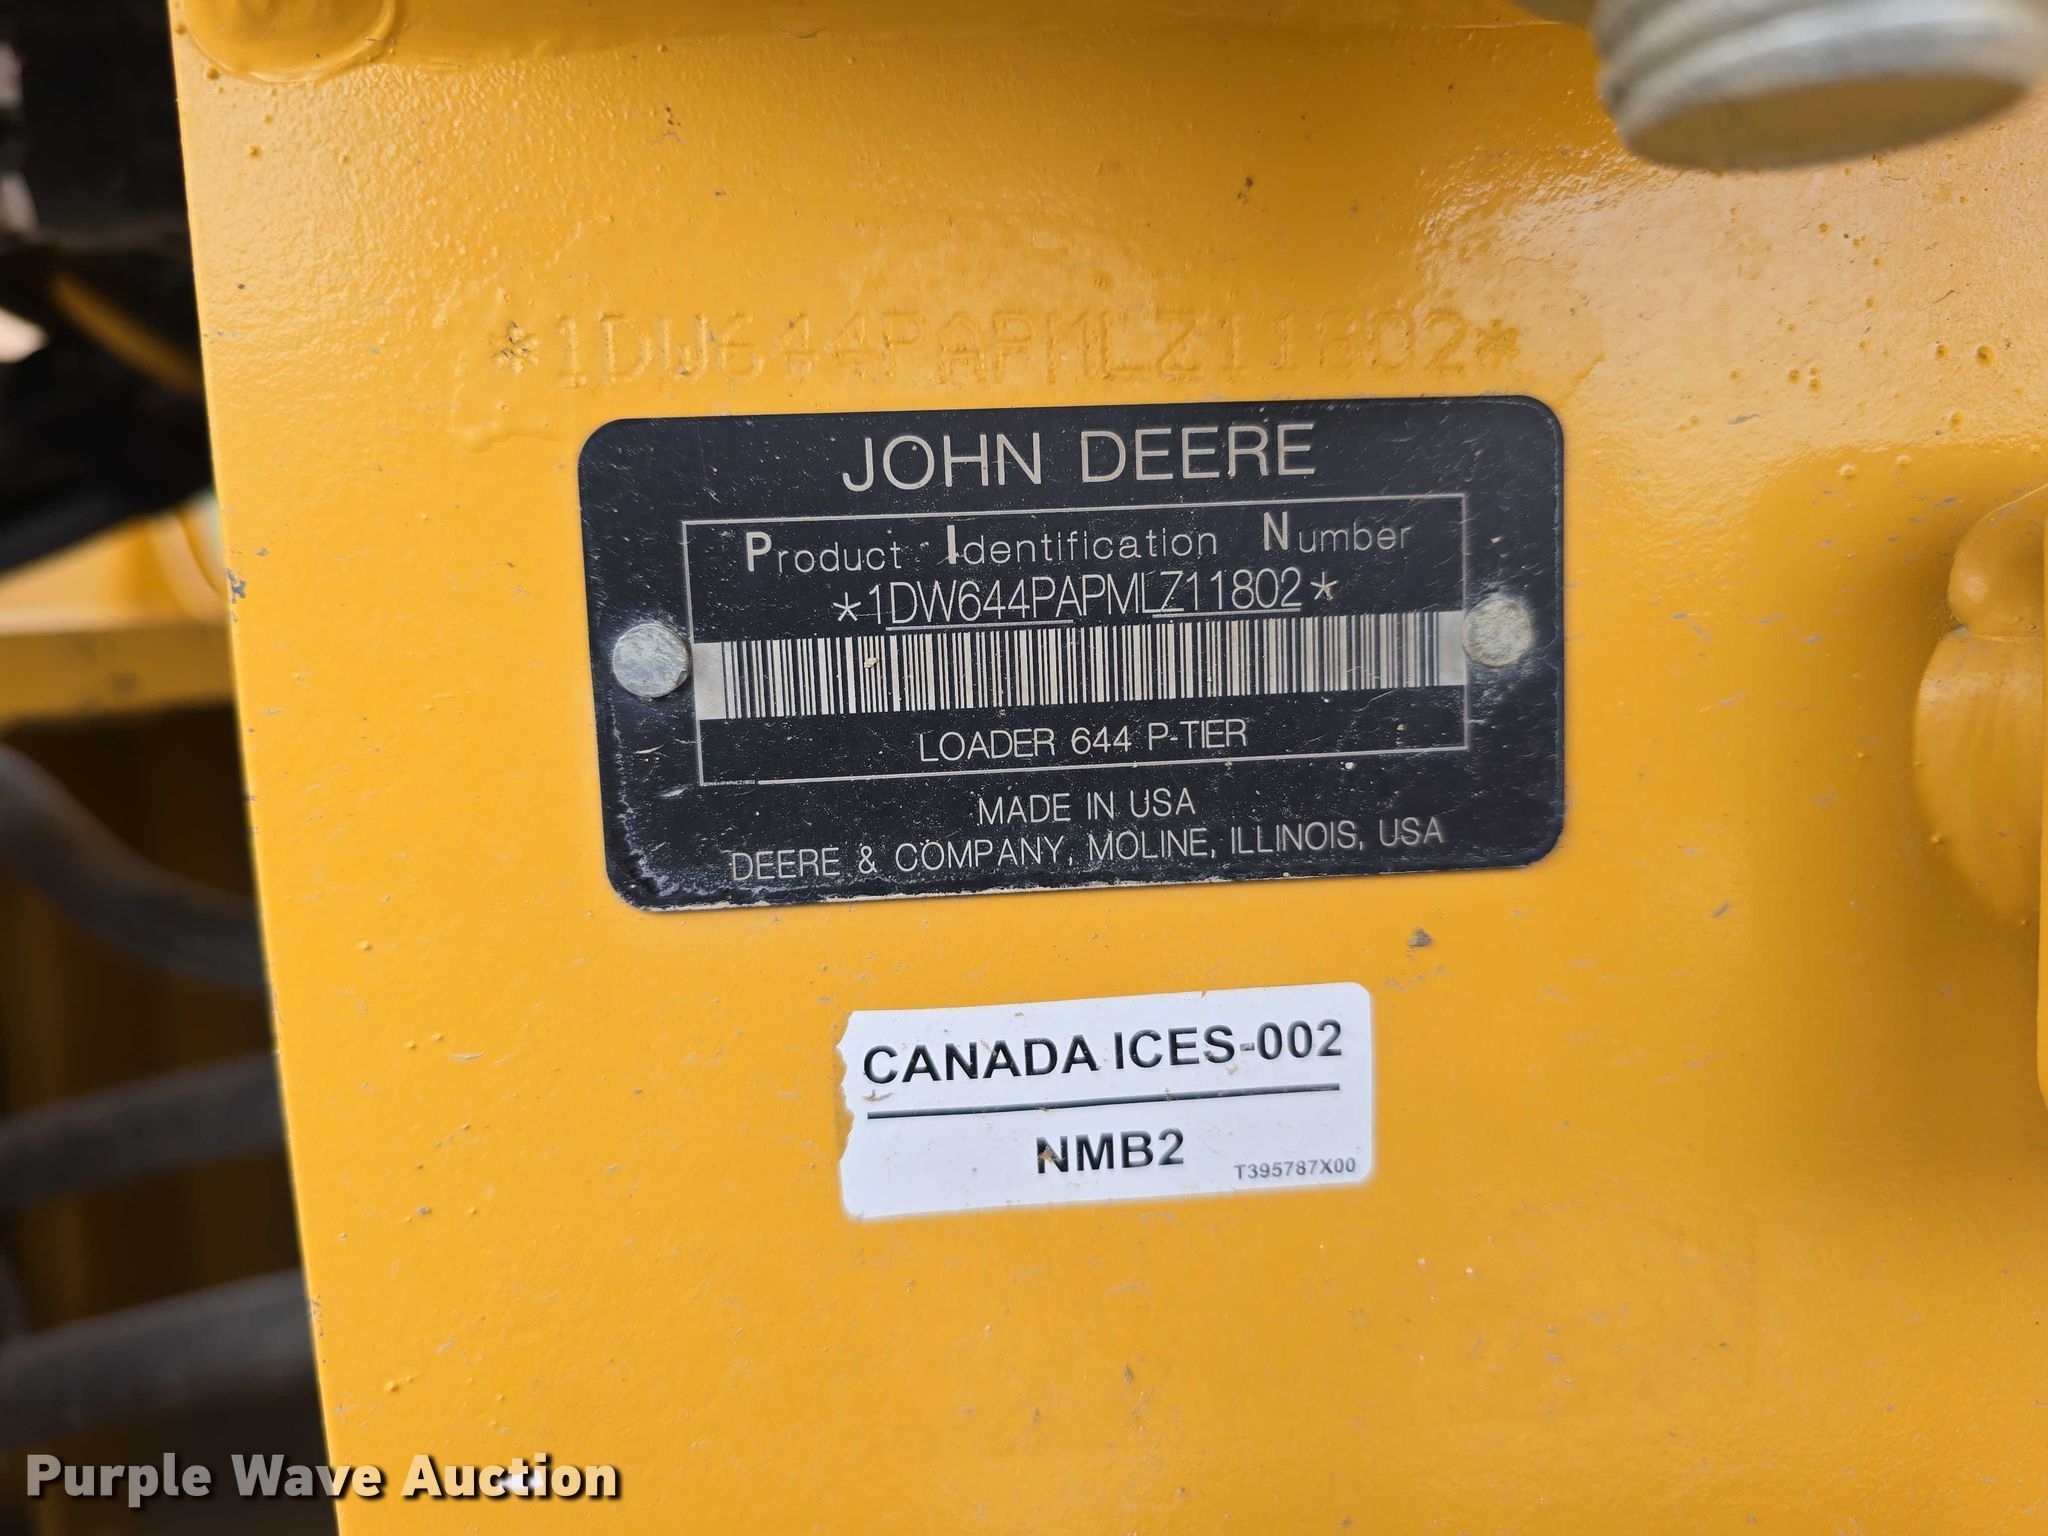 *1DW644PAPMLZ11802*
JOHN DEERE
Product Identification Number
*1DW644PAPMLZ11802*
LOADER 644 P-TIER
MADE IN USA
DEERE & COMPANY, MOLINE, ILLINOIS, USA
CANADA ICES-002
NMB2
T395787X00
Purple Wave Auction